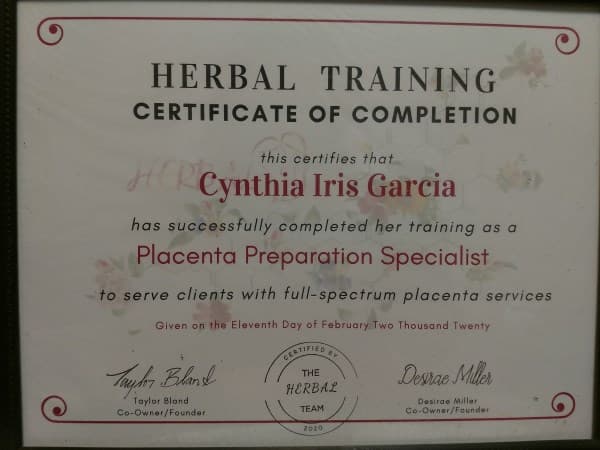 HERBAL TRAINING
CERTIFICATE OF COMPLETION
this certifies that
Cynthia Iris Garcia
has successfully completed her training as a
Placenta Preparation Specialist
to serve clients with full-spectrum placenta services
Given on the Eleventh Day of February Two Thousand Twenty
Taylor Bland
Taylor Bland
Co-Owner/Founder
CERTIFIED BY
THE
HERBAL
TEAM
2020
Desirae Miller
Desirae Miller
Co-Owner/Founder